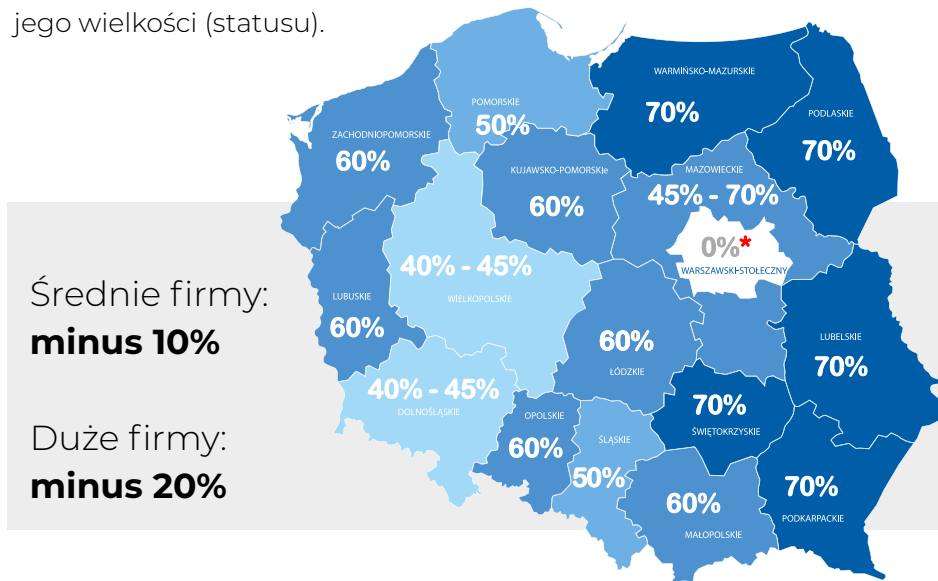 jego wielkości (statusu).
WARMIŃSKO-MAZURSKIE
70%
POMORSKIE
50%
PODLASKIE
70%
ZACHODNIOPOMORSKIE
60%
KUJAWSKO-POMORSKIe
60%
MAZOWIECKIE
45% - 70%
0%*
WARSZAWSKI-STOŁECZNY
40% - 45%
WIELKOPOLSKIE
Średnie firmy:
minus 10%
LUBUSKIE
60%
60%
ŁÓDZKIE
LUBELSKIE
70%
40% - 45%
DOLNOŚLĄSKIE
70%
ŚWIĘTOKRZYSKIE
OPOLSKIE
60%
ŚLĄSKIE
50%
Duże firmy:
minus 20%
60%
MAŁOPOLSKIE
70%
PODKARPACKIE